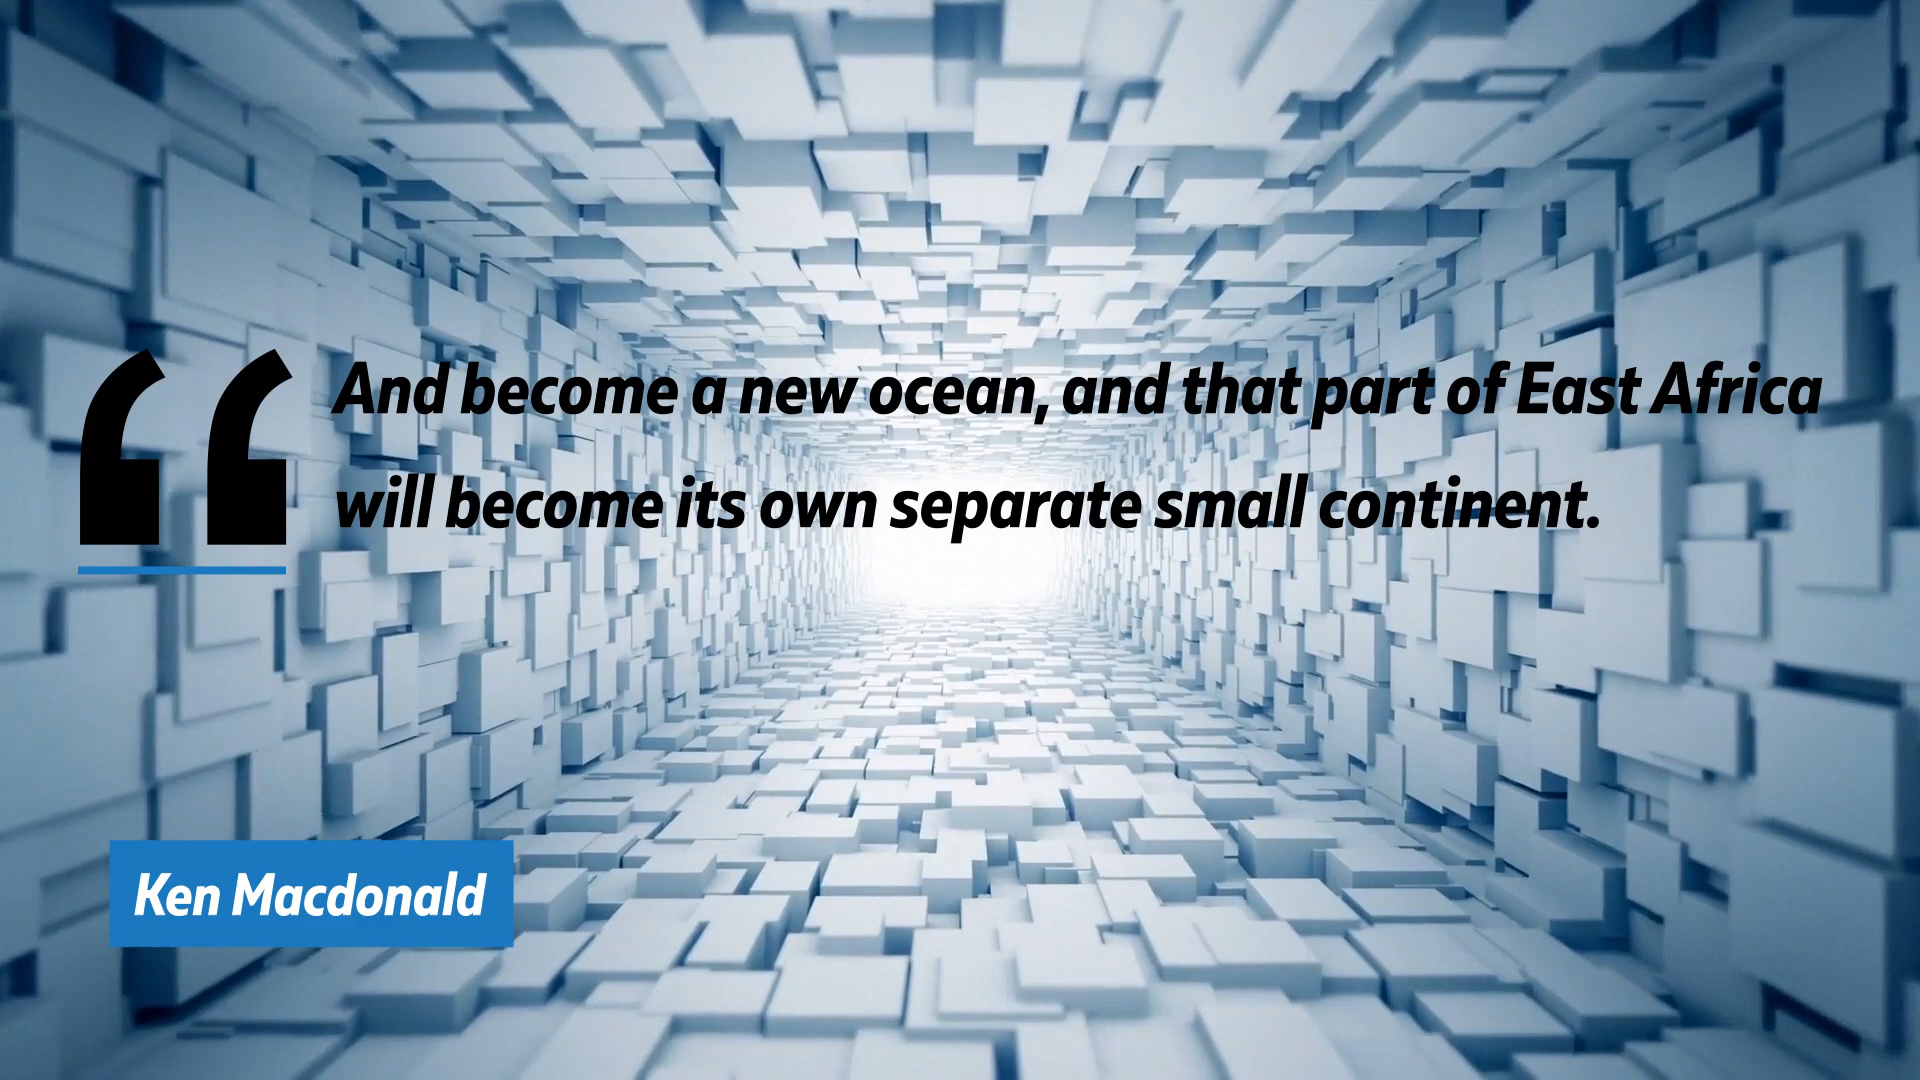 “
And become a new ocean, and that part of East Africa
will become its own separate small continent.
Ken Macdonald